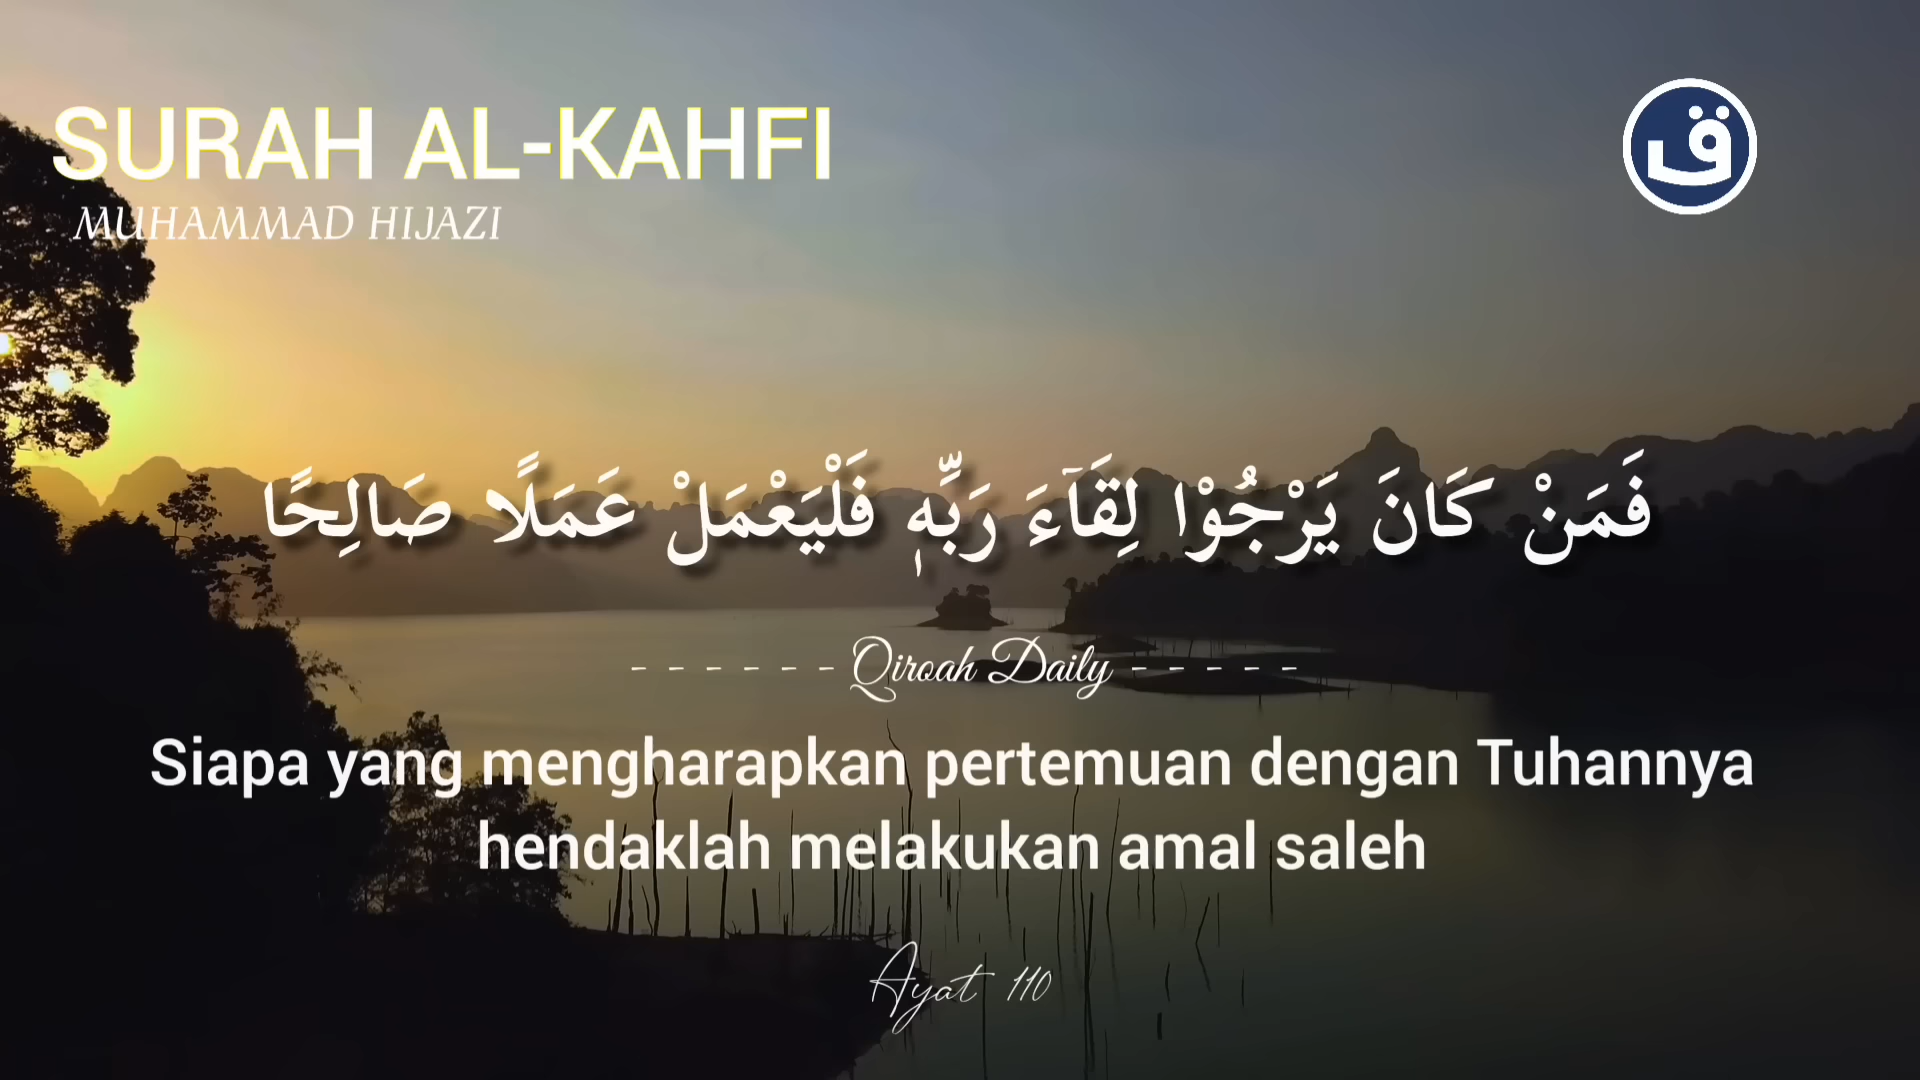 SURAH AL-KAHFI
MUHAMMAD HIJAZI
ق
فَمَنْ كَانَ يَرْجُوْا لِقَاۤءَ رَبِّهٖ فَلْيَعْمَلْ عَمَلًا صَالِحًا
- - - - - - Qiroah Daily - - - - -
Siapa yang mengharapkan pertemuan dengan Tuhannya
hendaklah melakukan amal saleh
Ayat 110